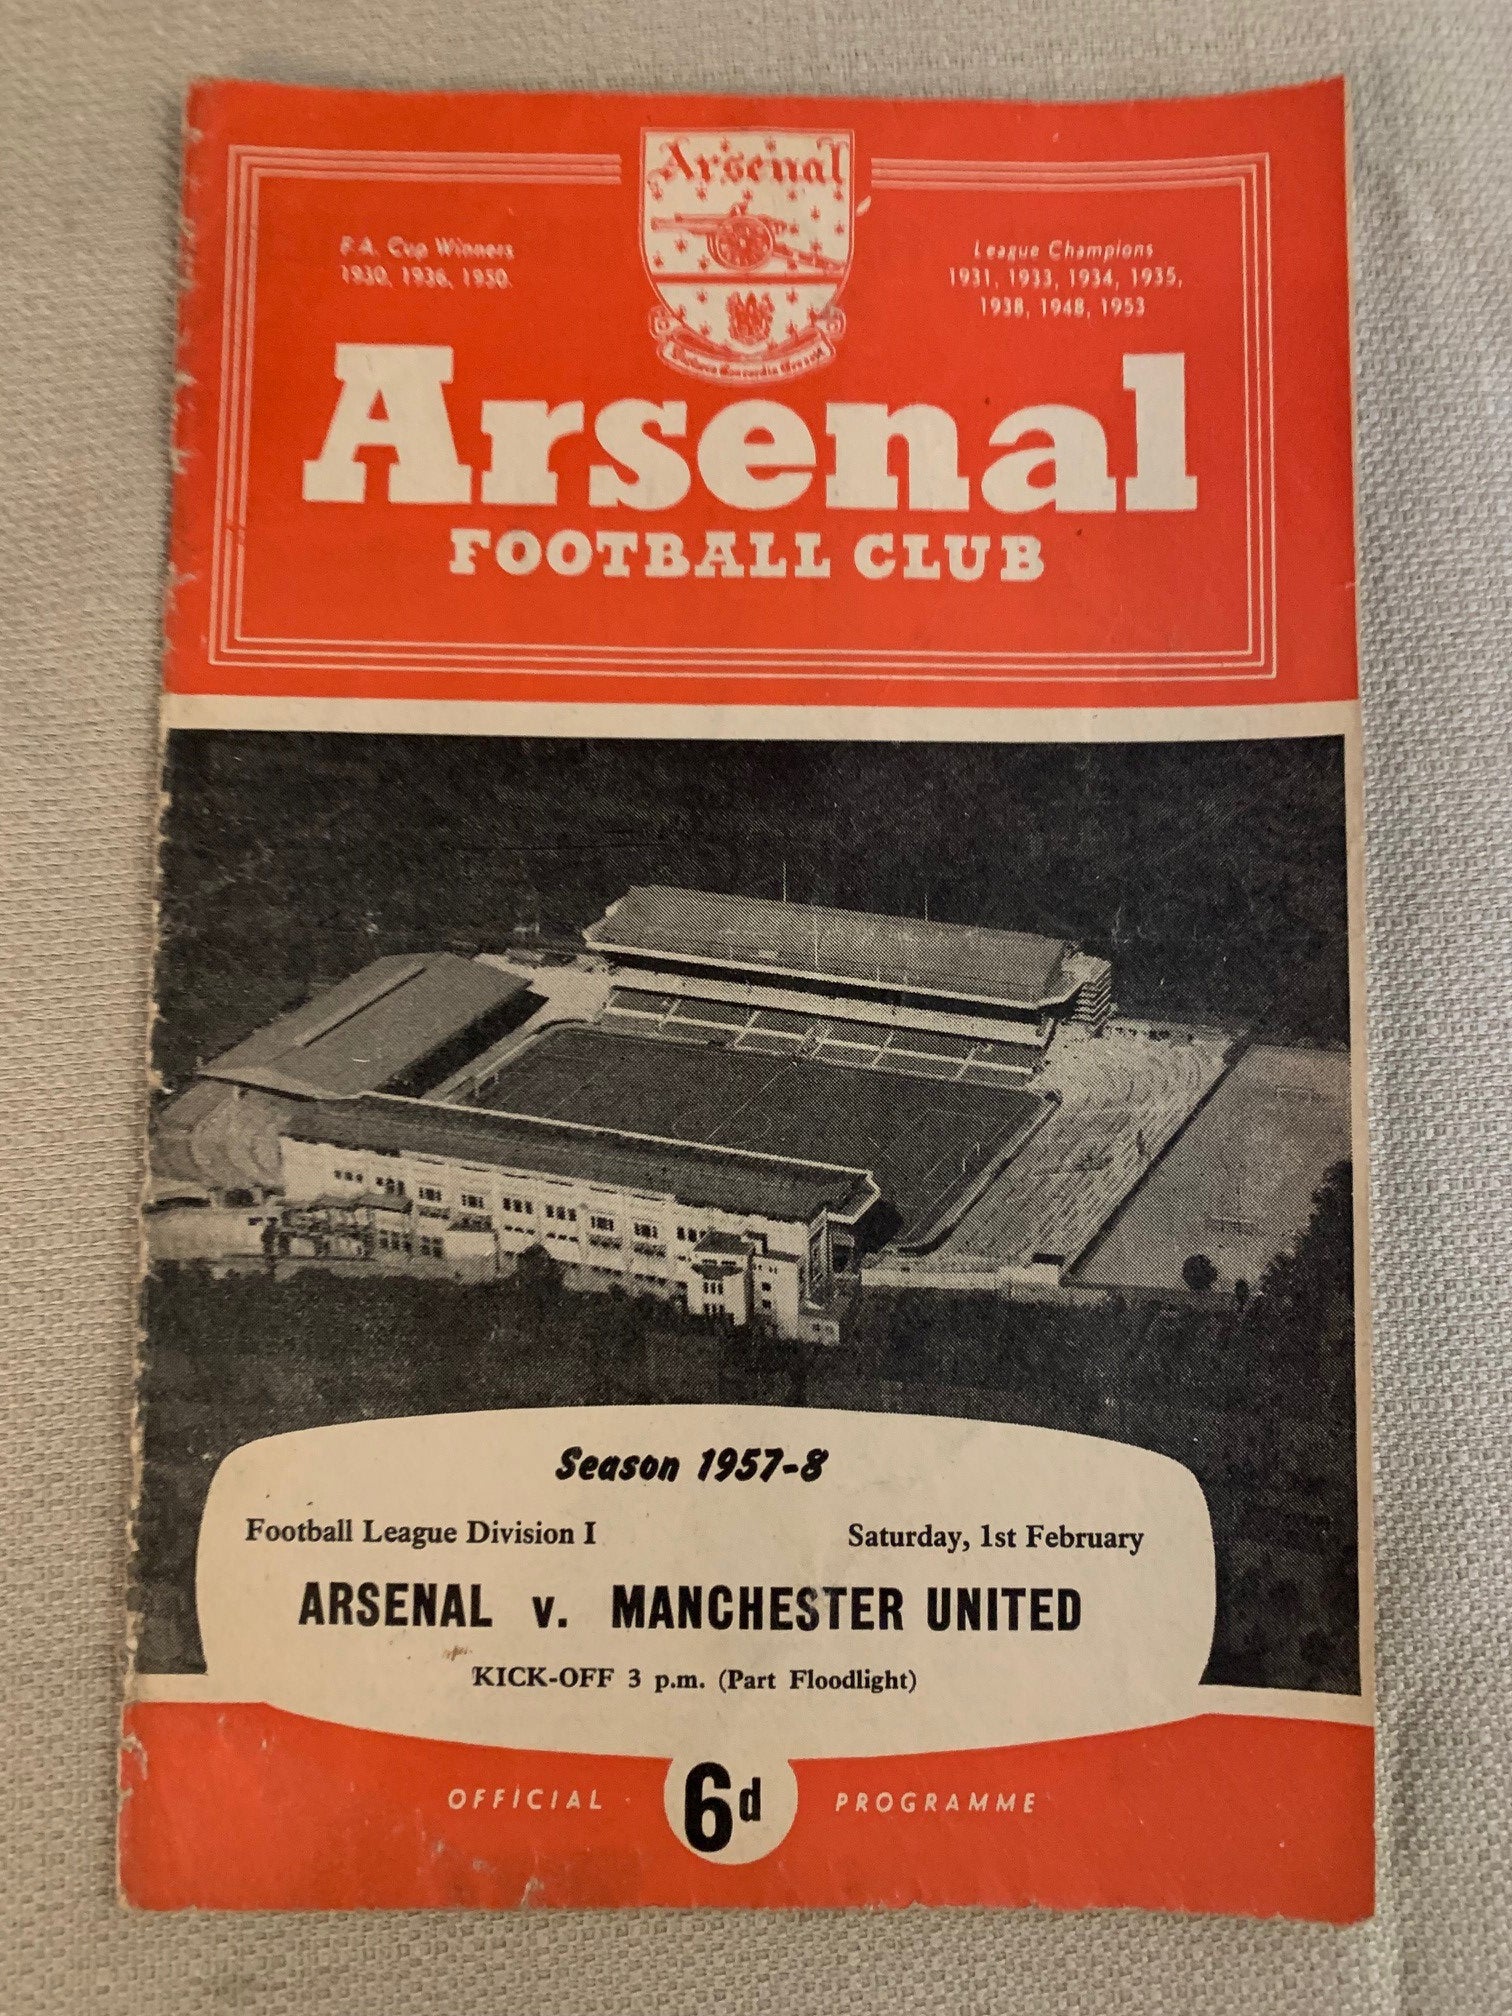 Arsenal
F.A. Cup Winners
1930, 1936, 1950.
League Champions
1931, 1933, 1934, 1935,
1938, 1948, 1953
Arsenal
FOOTBALL CLUB
Season 1957-8
Football League Division I
Saturday, 1st February
ARSENAL v. MANCHESTER UNITED
KICK-OFF 3 p.m. (Part Floodlight)
OFFICIAL 6d PROGRAMME